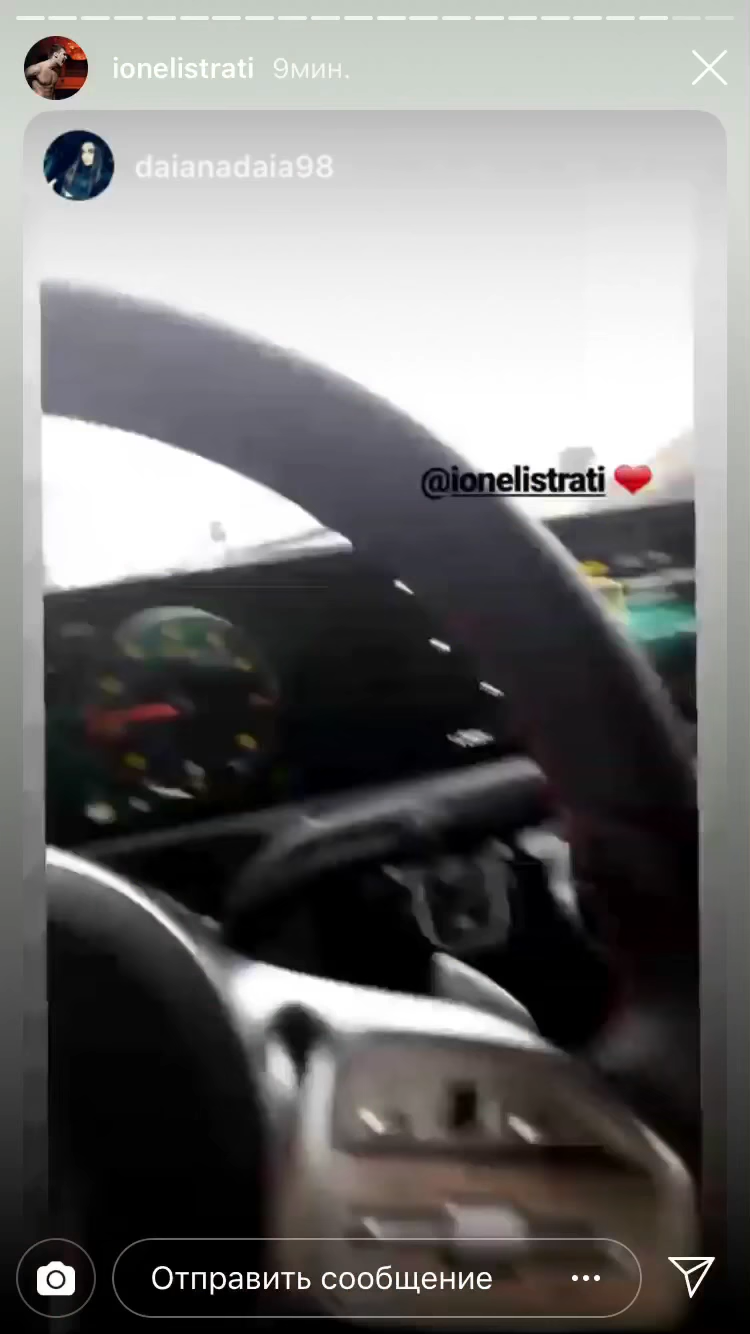 ionelistrati 9мин.
daianadaia98
@ionelistrati ❤️
Отправить сообщение